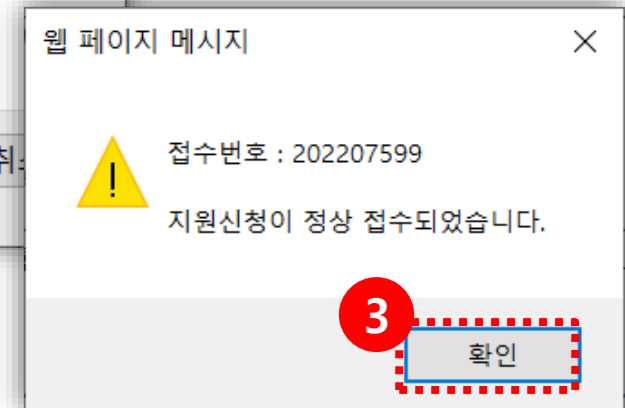 웹 페이지 메시지
취
접수번호 : 202207599
지원신청이 정상 접수되었습니다.
3
확인